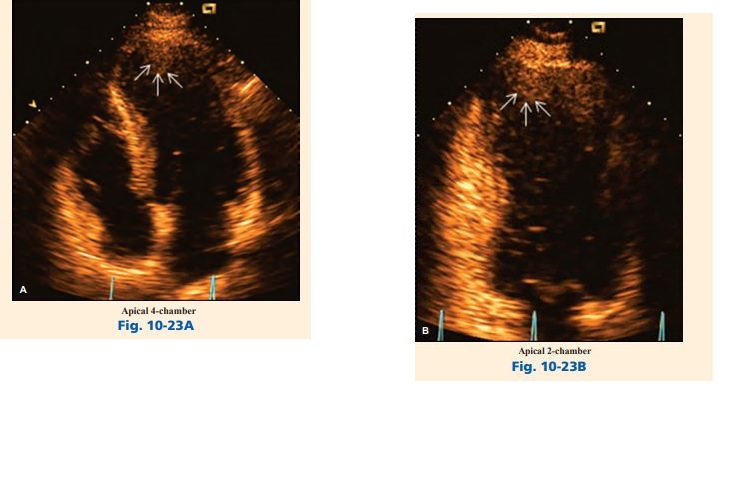 A
Apical 4-chamber
Fig. 10-23A
B
Apical 2-chamber
Fig. 10-23B